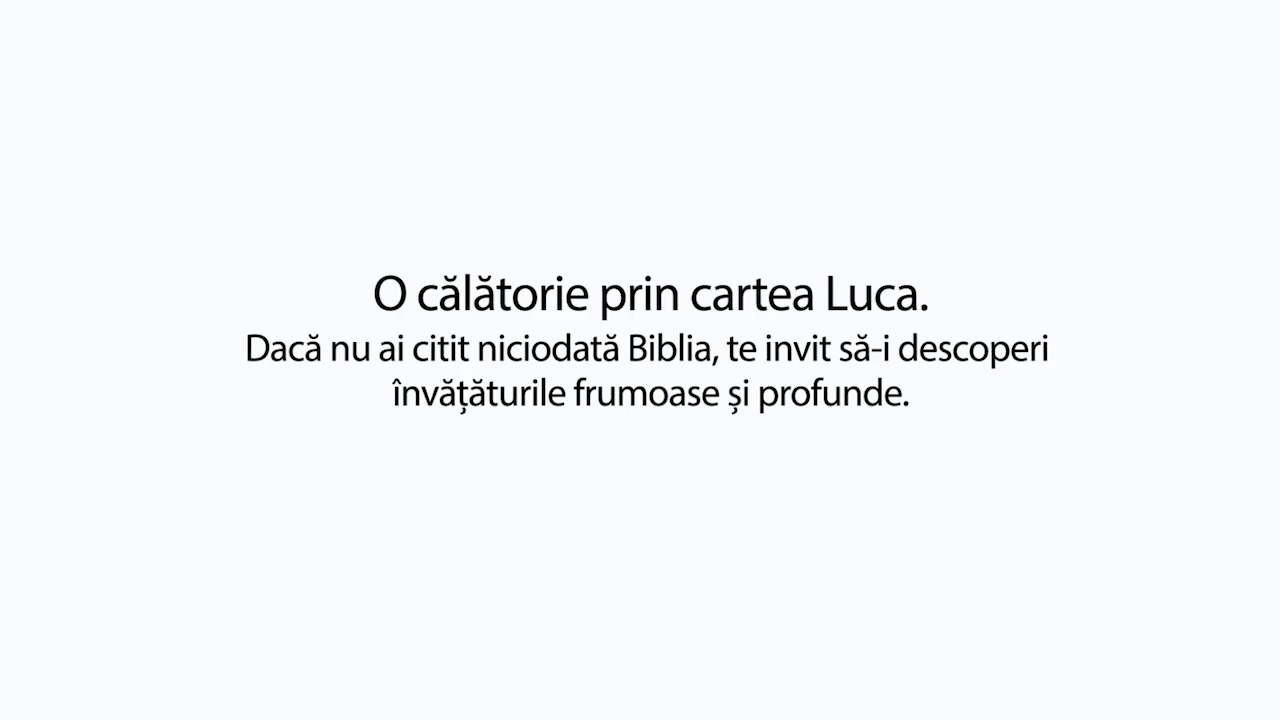 O călătorie prin cartea Luca.
Dacă nu ai citit niciodată Biblia, te invit să-i descoperi
învățăturile frumoase și profunde.